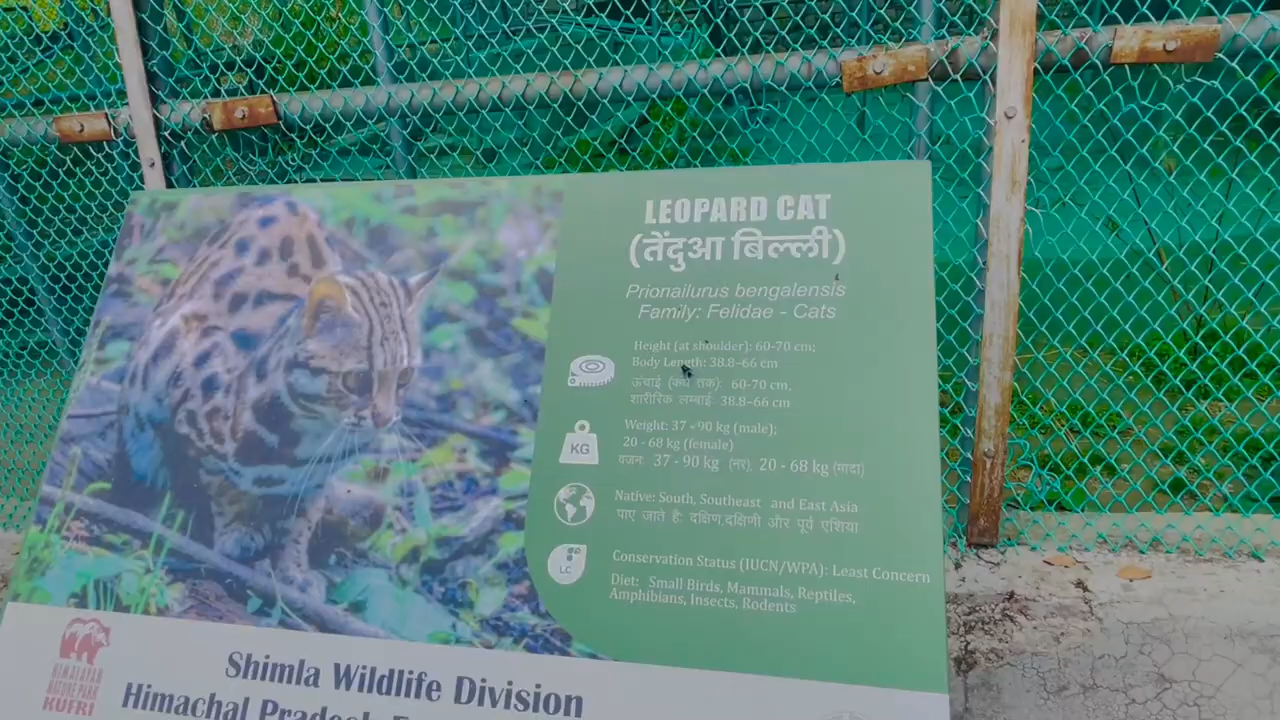 LEOPARD CAT
(तेंदुआ बिल्ली)
Prionailurus bengalensis
Family: Felidae - Cats
Height (at shoulder): 60-70 cm;
Body Length: 38.8–66 cm
ऊंचाई (कंधे तक): 60-70 cm,
शारीरिक लम्बाई: 38.8–66 cm
KG
Weight: 37 - 90 kg (male);
20 - 68 kg (female)
वजन: 37 - 90 kg (नर), 20 - 68 kg (मादा)
Native: South, Southeast and East Asia
पाए जाते है: दक्षिण,दक्षिणी और पूर्व एशिया
LC
Conservation Status (IUCN/WPA): Least Concern
Diet: Small Birds, Mammals, Reptiles,
Amphibians, Insects, Rodents
HIMALAYAN
NATURE PARK
KUFRI
Shimla Wildlife Division
Himachal Pradesh